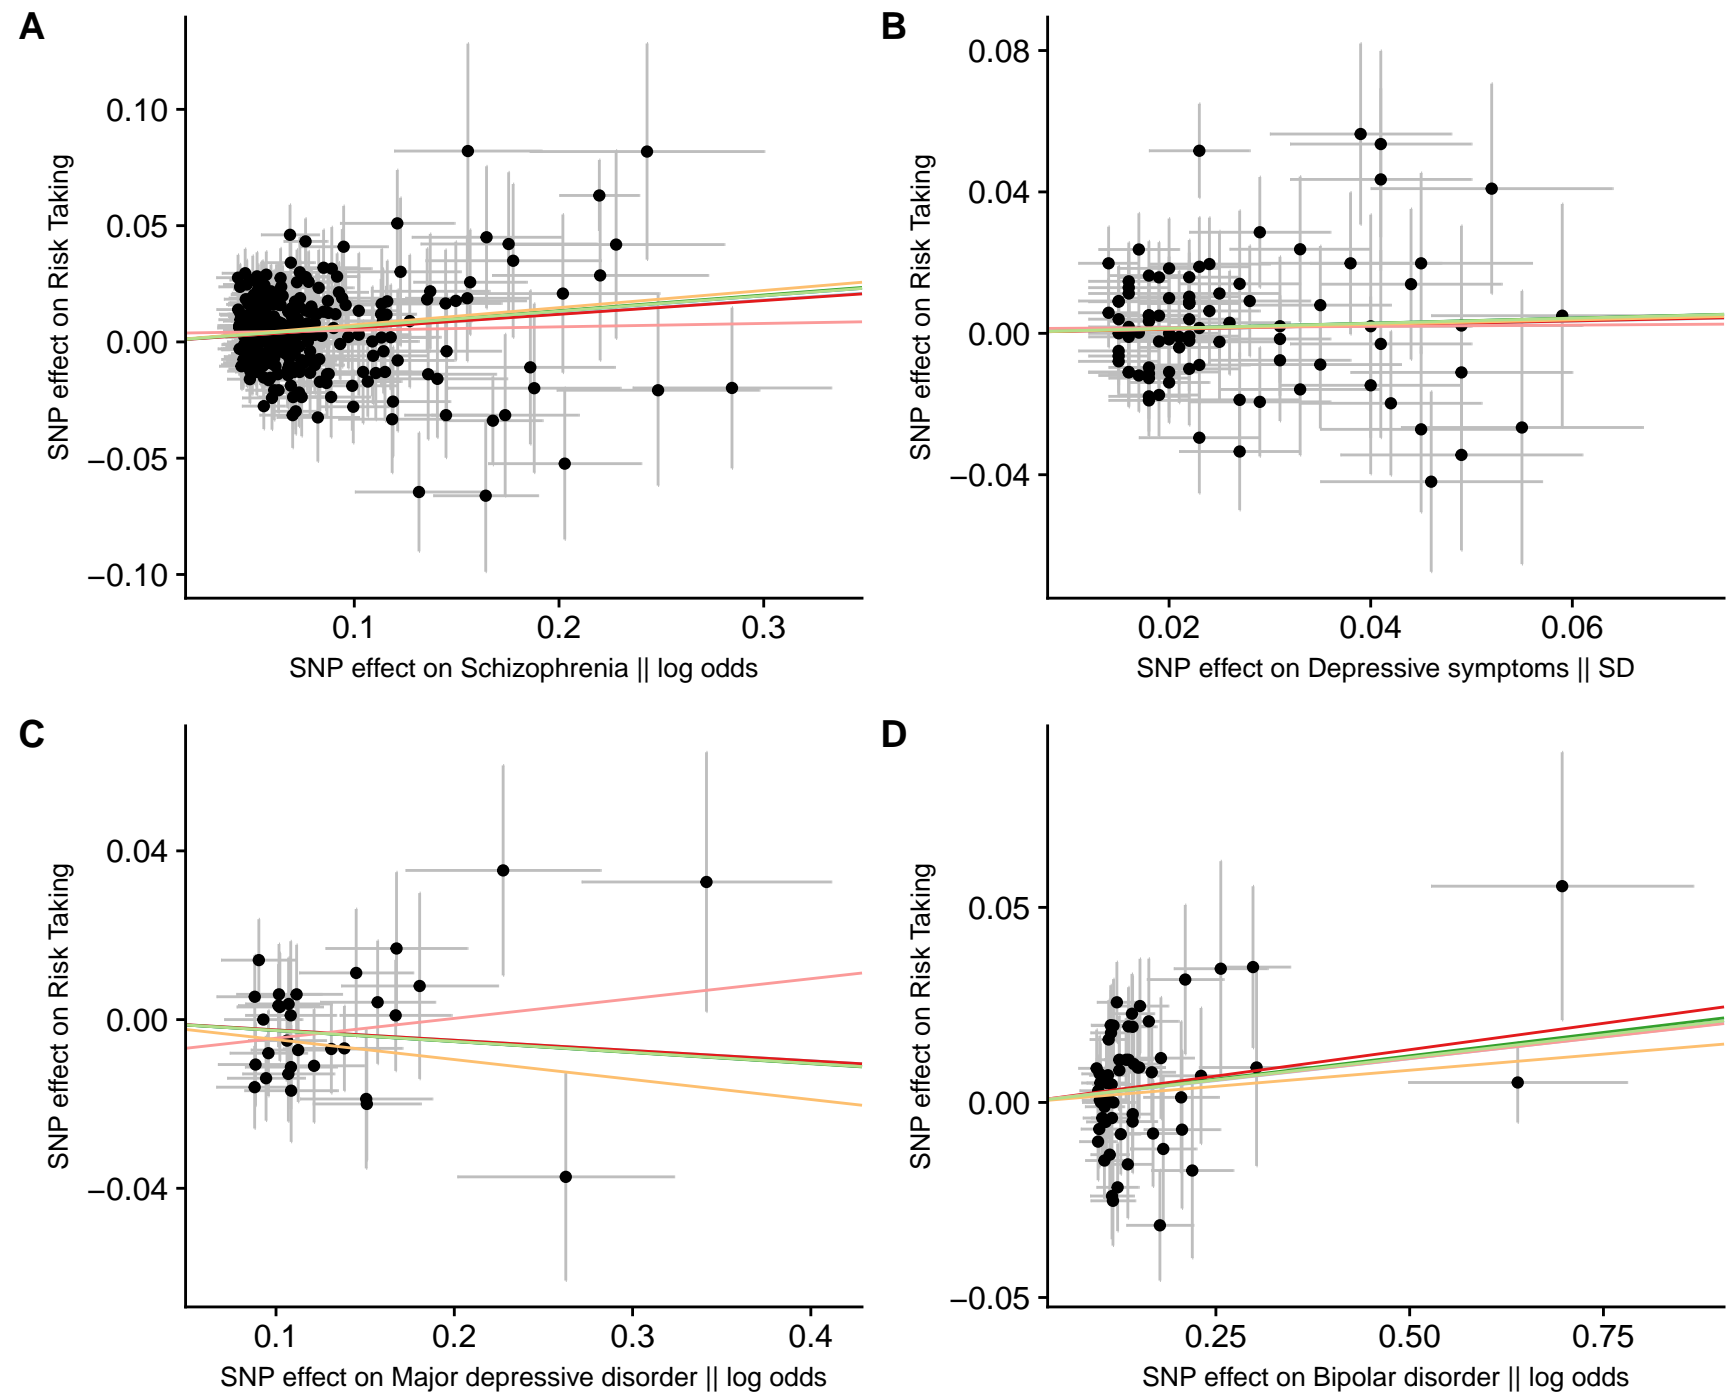 A
SNP effect on Risk Taking
0.10
0.05
0.00
−0.05
−0.10
0.1
0.2
0.3
SNP effect on Schizophrenia || log odds
B
SNP effect on Risk Taking
0.08
0.04
0.00
−0.04
0.02
0.04
0.06
SNP effect on Depressive symptoms || SD
C
SNP effect on Risk Taking
0.04
0.00
−0.04
0.1
0.2
0.3
0.4
SNP effect on Major depressive disorder || log odds
D
SNP effect on Risk Taking
0.05
0.00
−0.05
0.25
0.50
0.75
SNP effect on Bipolar disorder || log odds